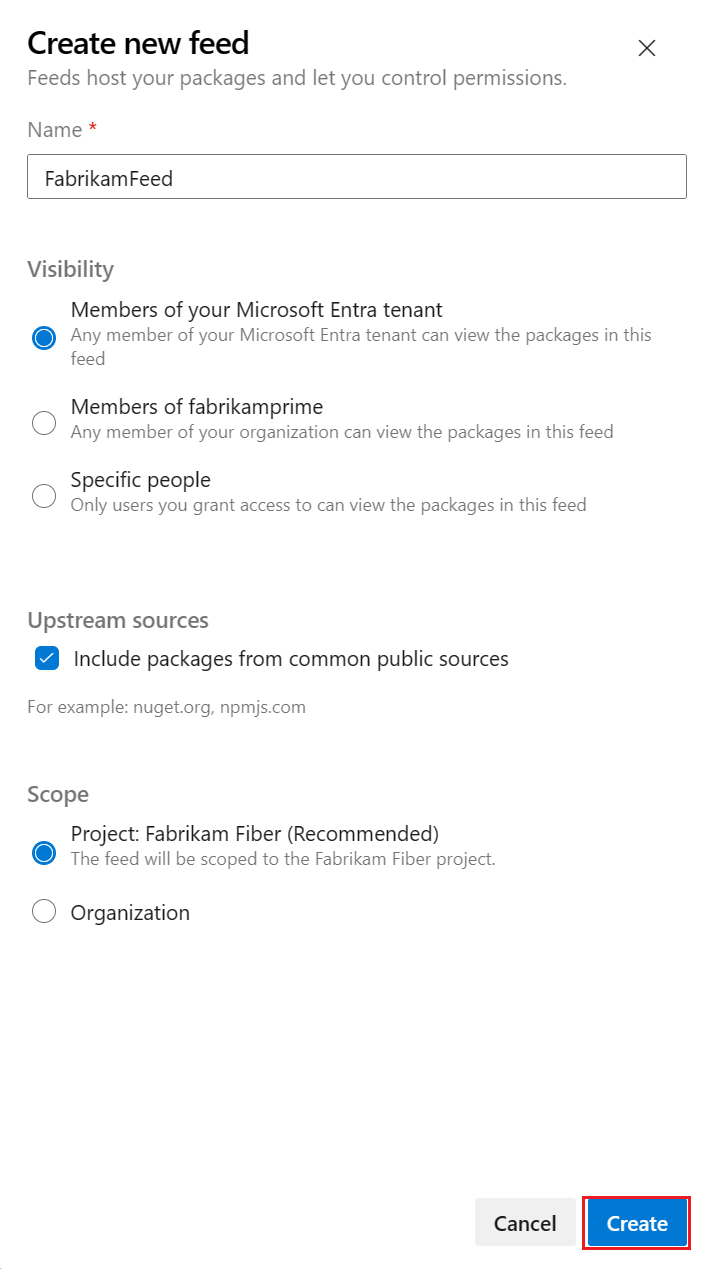 Create new feed
Feeds host your packages and let you control permissions.
Name *
FabrikamFeed
Visibility
Members of your Microsoft Entra tenant
Any member of your Microsoft Entra tenant can view the packages in this
feed
Members of fabrikamprime
Any member of your organization can view the packages in this feed
Specific people
Only users you grant access to can view the packages in this feed
Upstream sources
Include packages from common public sources
For example: nuget.org, npmjs.com
Scope
Project: Fabrikam Fiber (Recommended)
The feed will be scoped to the Fabrikam Fiber project.
Organization
Cancel
Create